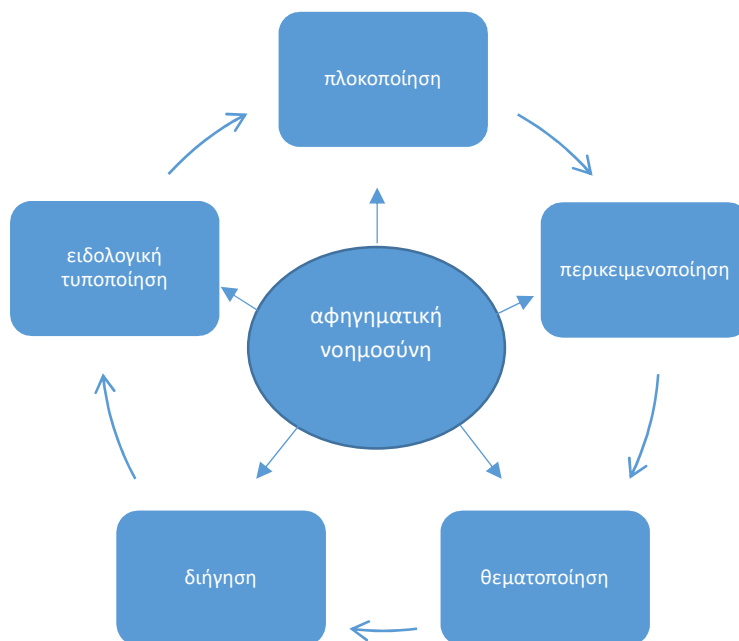 πλοκοποίηση
ειδολογική
τυποποίηση
περικειμενοποίηση
αφηγηματική
νοημοσύνη
διήγηση
θεματοποίηση